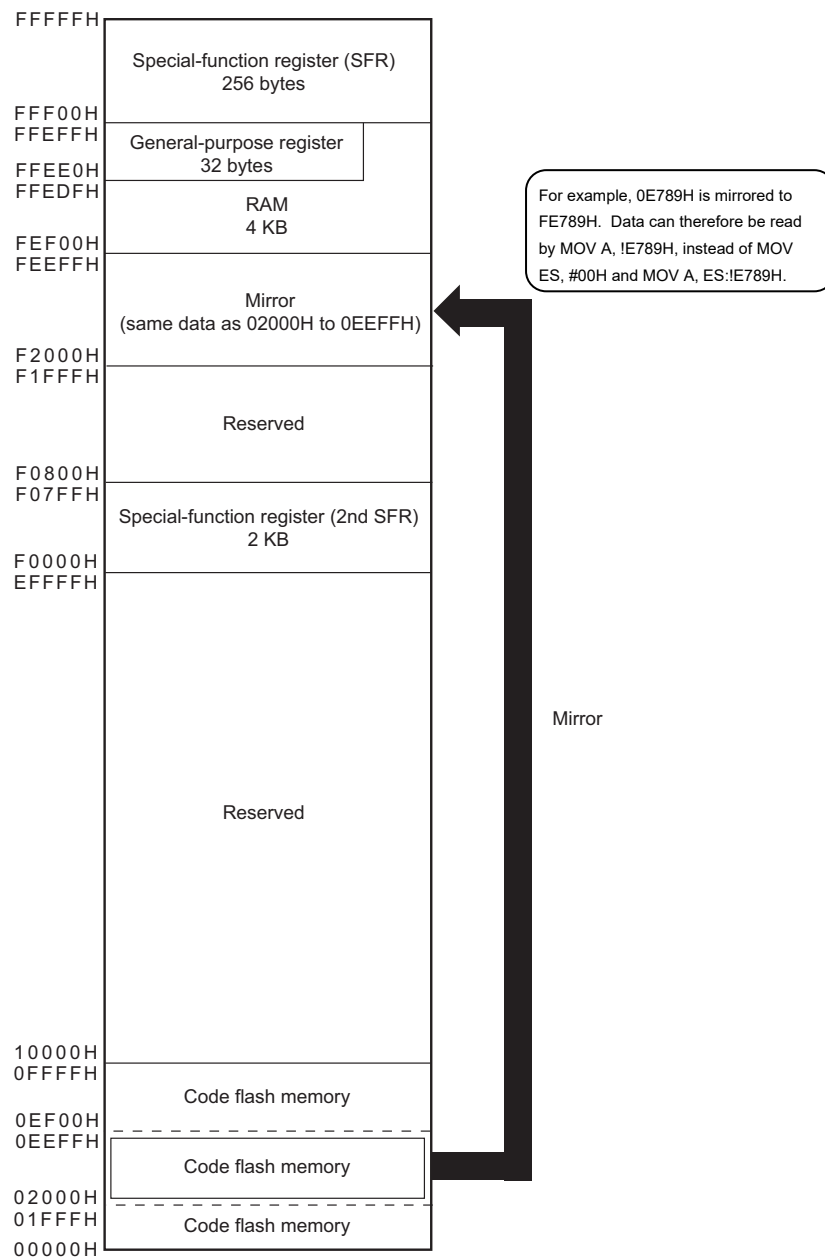 FFFFFH
Special-function register (SFR)
256 bytes
FFF00H
FFEFFH
General-purpose register
32 bytes
FFEE0H
FFEDFH
RAM
4 KB
FEF00H
FEEFFH
Mirror
(same data as 02000H to 0EEFFH)
F2000H
F1FFFH
Reserved
F0800H
F07FFH
Special-function register (2nd SFR)
2 KB
F0000H
EFFFFH
Reserved
10000H
0FFFFH
Code flash memory
0EF00H
0EEFFH
Code flash memory
02000H
01FFFH
Code flash memory
00000H
For example, 0E789H is mirrored to
FE789H. Data can therefore be read
by MOV A, !E789H, instead of MOV
ES, #00H and MOV A, ES:!E789H.
Mirror